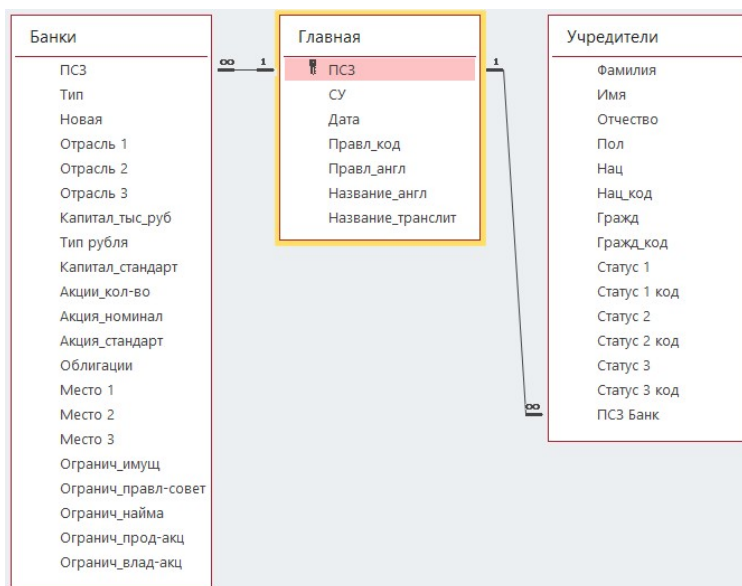 Банки
ПСЗ
Тип
Новая
Отрасль 1
Отрасль 2
Отрасль 3
Капитал_тыс_руб
Тип рубля
Капитал_стандарт
Акции_кол-во
Акция_номинал
Акция_стандарт
Облигации
Место 1
Место 2
Место 3
Огранич_имущ
Огранич_правл-совет
Огранич_найма
Огранич_прод-акц
Огранич_влад-акц
∞ 1
Главная
ПСЗ
СУ
Дата
Правл_код
Правл_англ
Название_англ
Название_транслит
1
∞
Учредители
Фамилия
Имя
Отчество
Пол
Нац
Нац_код
Гражд
Гражд_код
Статус 1
Статус 1 код
Статус 2
Статус 2 код
Статус 3
Статус 3 код
ПСЗ Банк